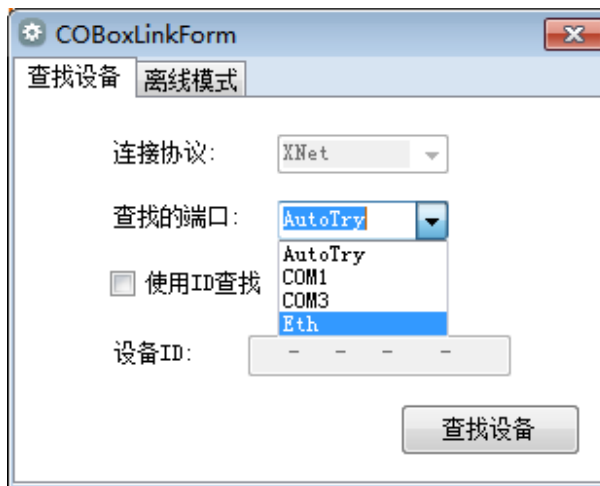 COBoxLinkForm
查找设备 离线模式
连接协议: XNet
查找的端口: AutoTry
AutoTry
COM1
使用ID查找
COM3
Eth
设备ID: - - - -
查找设备